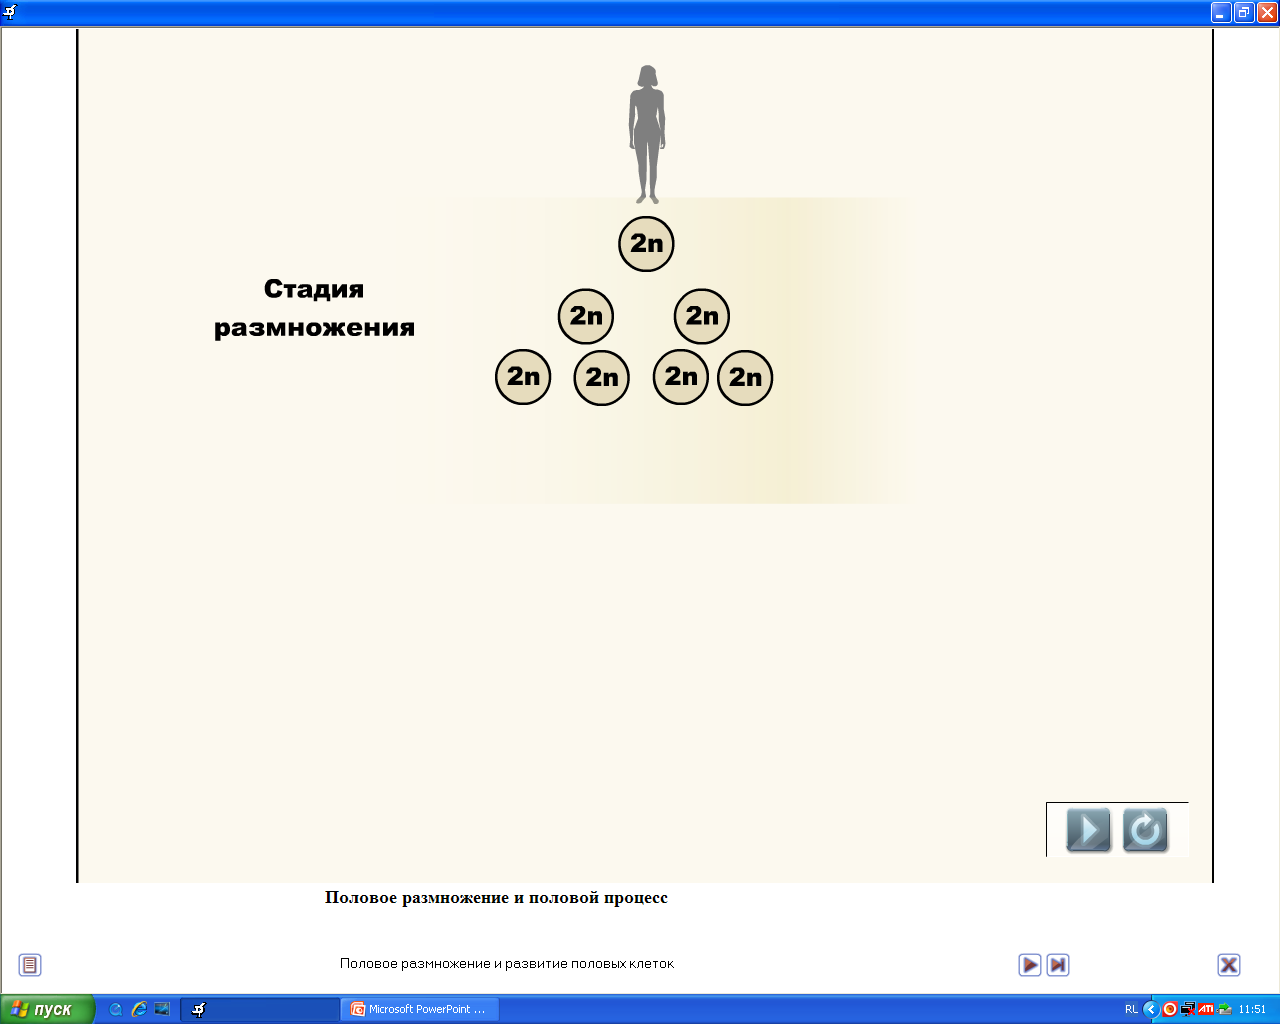 2n
Стадия
размножения
2n 2n
2n 2n 2n 2n
Половое размножение и половой процесс
Половое размножение и развитие половых клеток
пуск
Microsoft PowerPoint ...
RL
ATI
11:51